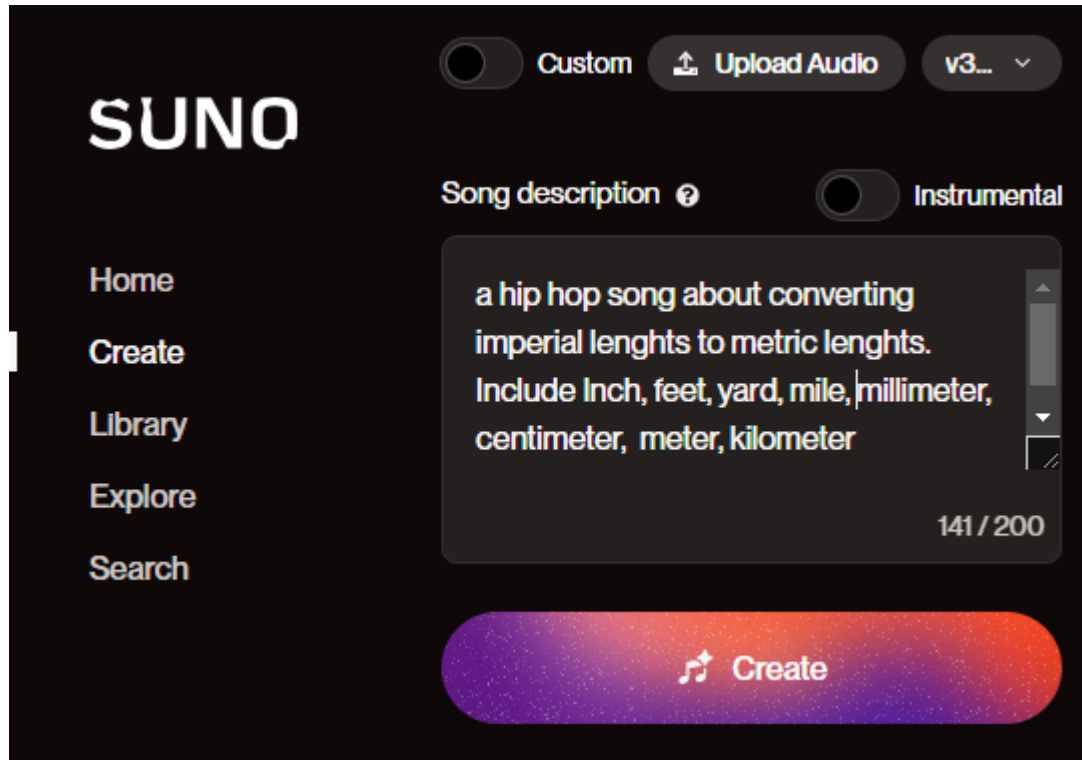 Custom
Upload Audio
v3...
SUNO
Song description ?
Instrumental
Home
Create
Library
Explore
Search
a hip hop song about converting
imperial lenghts to metric lenghts.
Include Inch, feet, yard, mile, millimeter,
centimeter,  meter, kilometer
141 / 200
Create